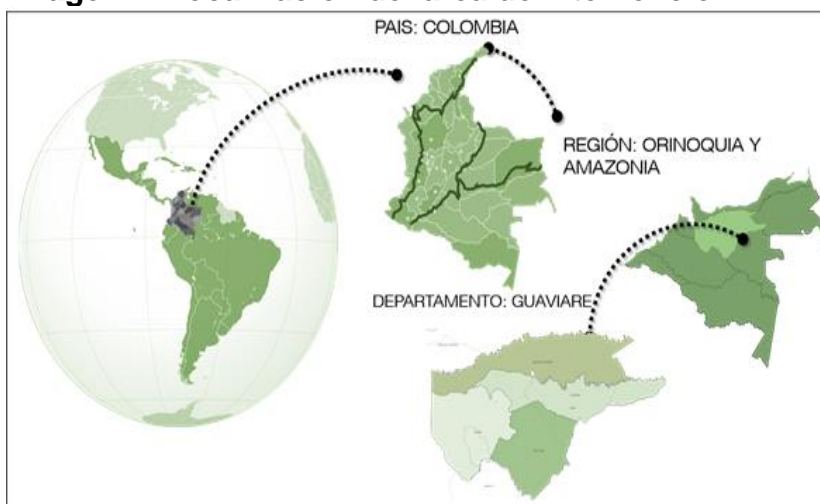 PAIS: COLOMBIA
REGIÓN: ORINOQUIA Y
AMAZONIA
DEPARTAMENTO: GUAVIARE